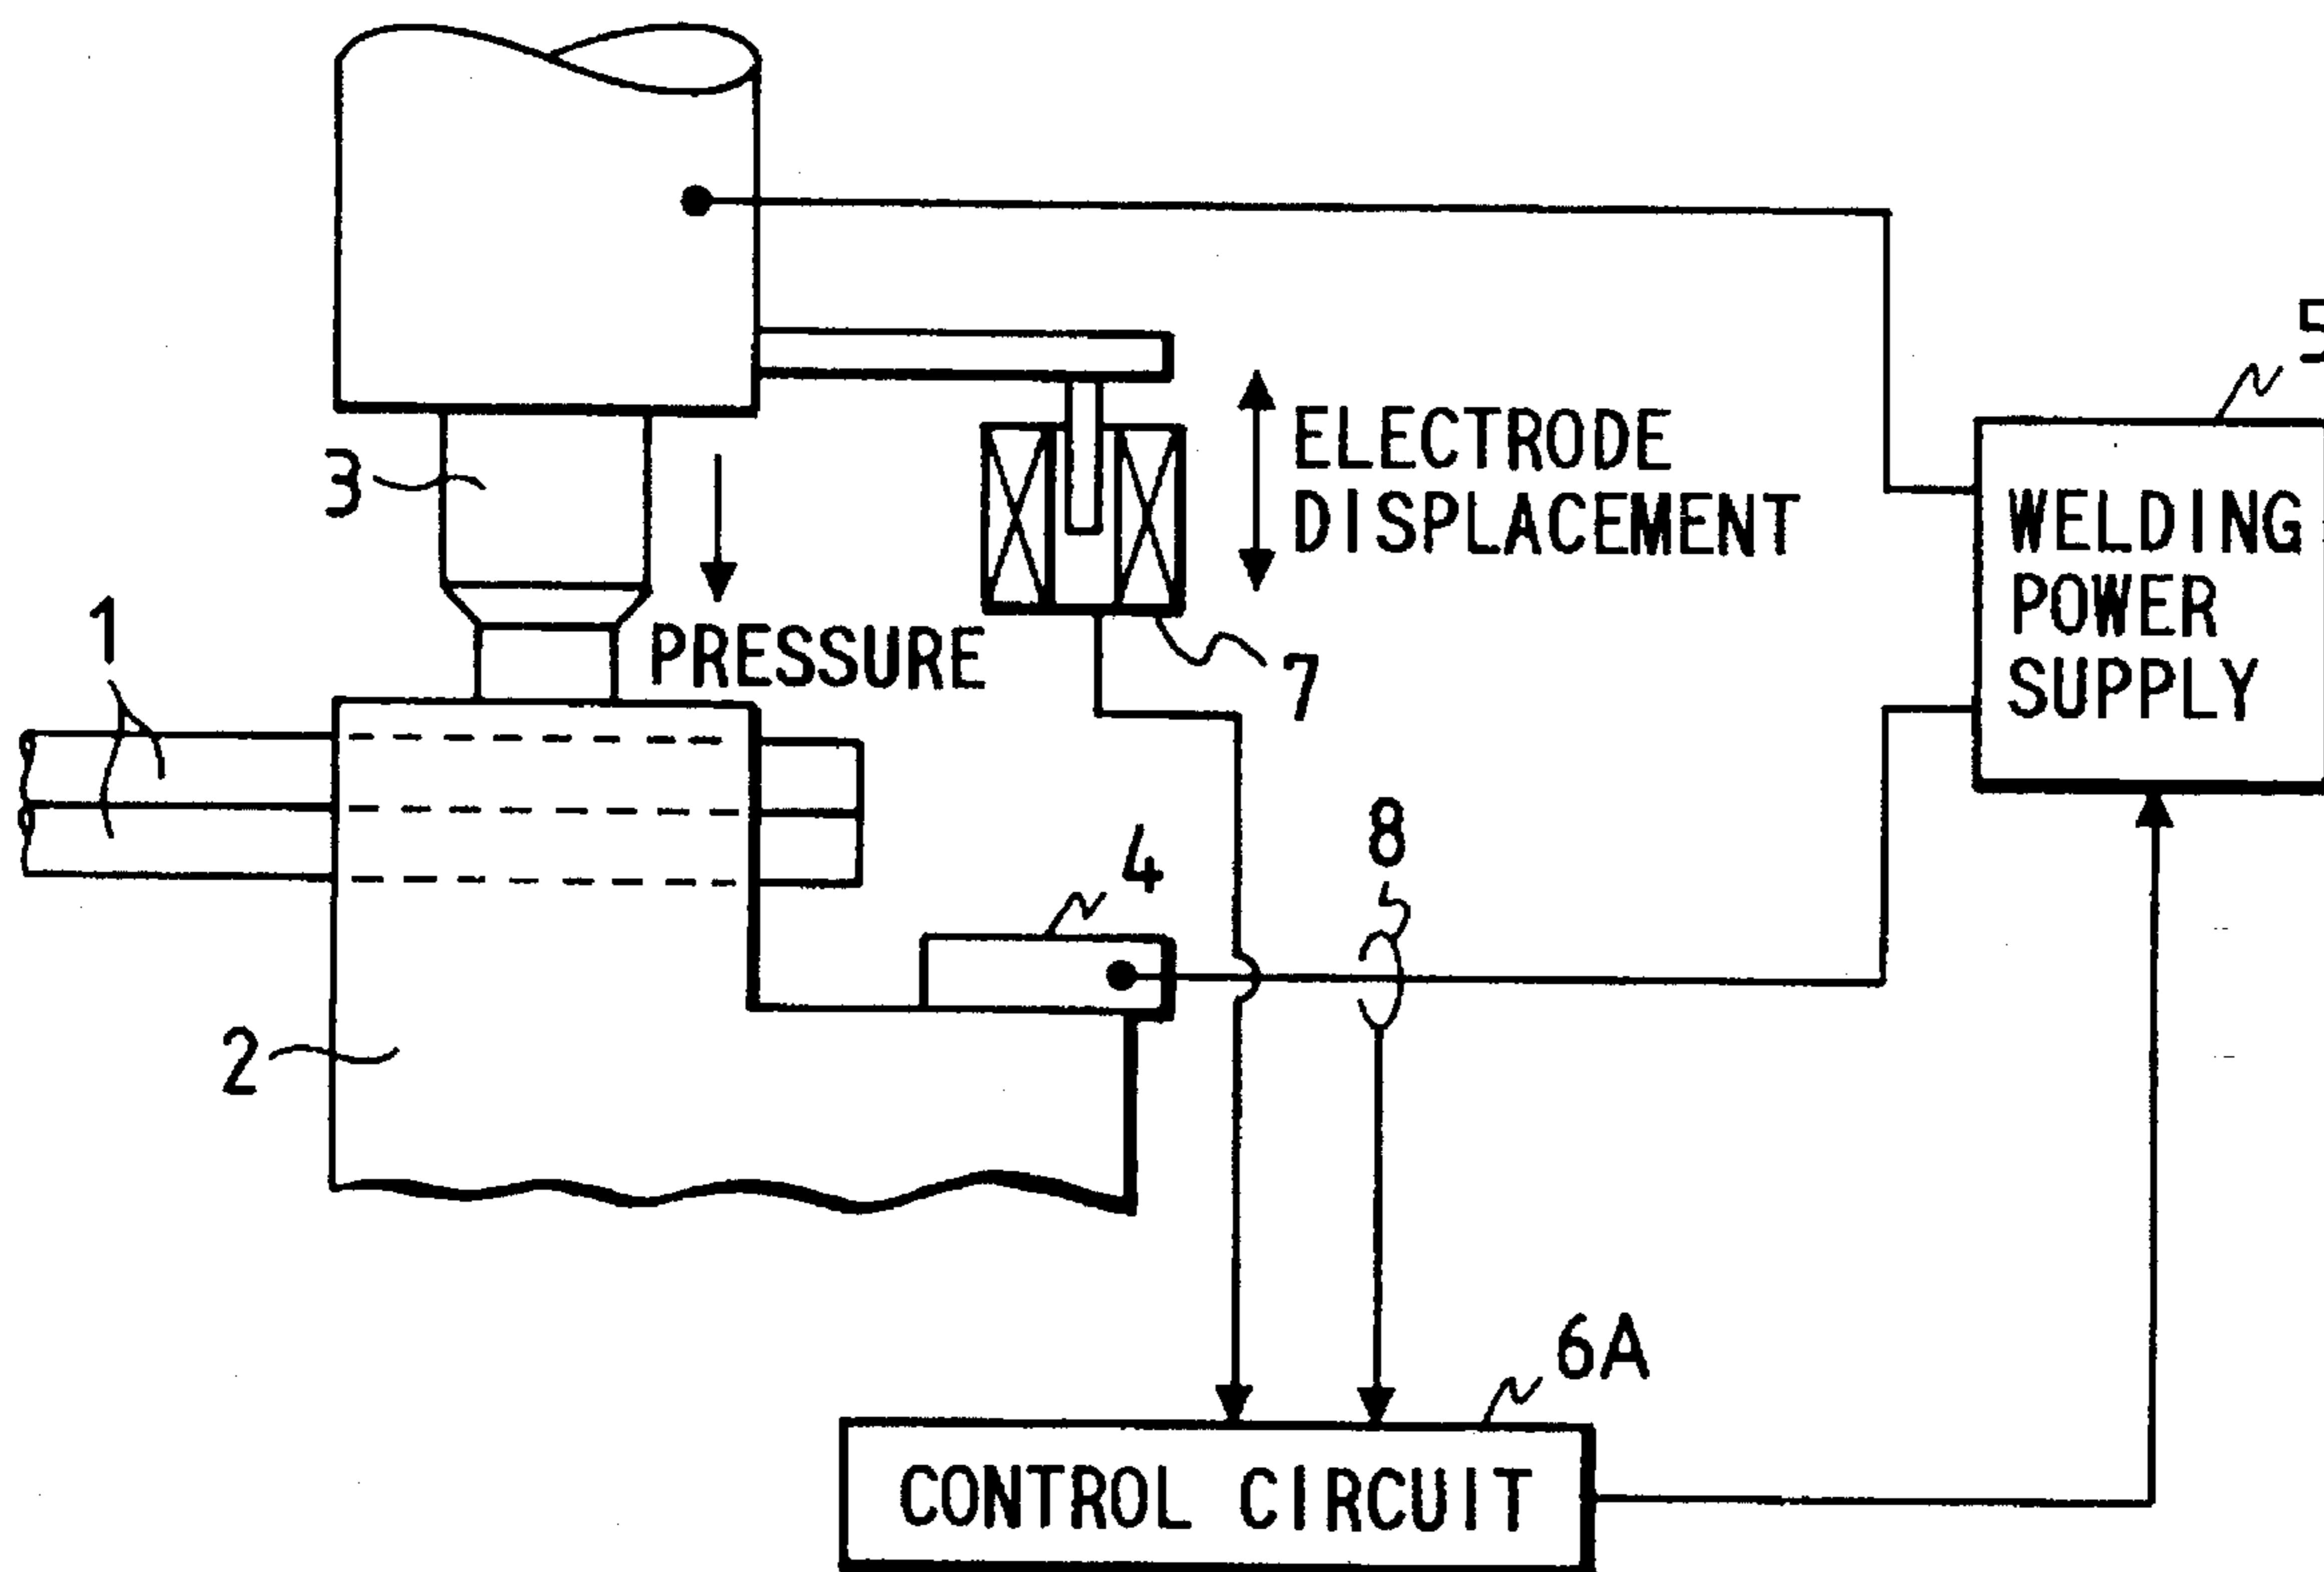 5
ELECTRODE
DISPLACEMENT
3
WELDING
POWER
SUPPLY
1
PRESSURE
7
8
4
2
6A
CONTROL CIRCUIT